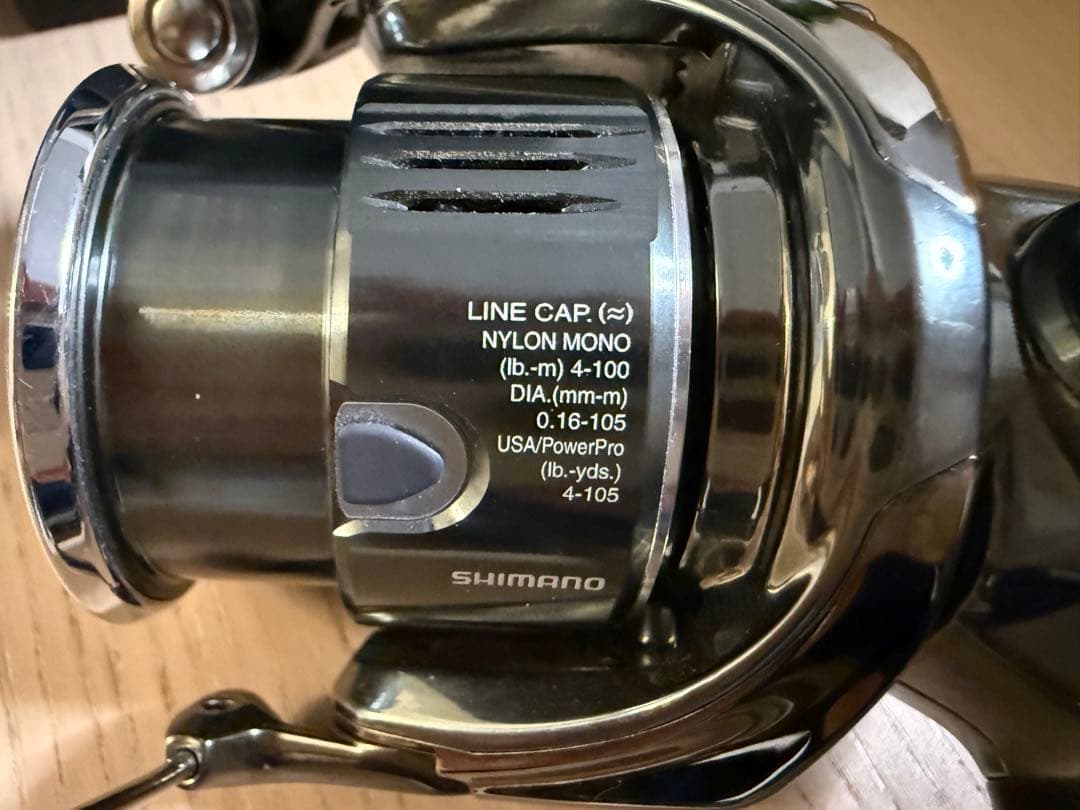 LINE CAP. (≈)
NYLON MONO
(lb.-m) 4-100
DIA.(mm-m)
0.16-105
USA/PowerPro
(lb.-yds.)
4-105
SHIMANO